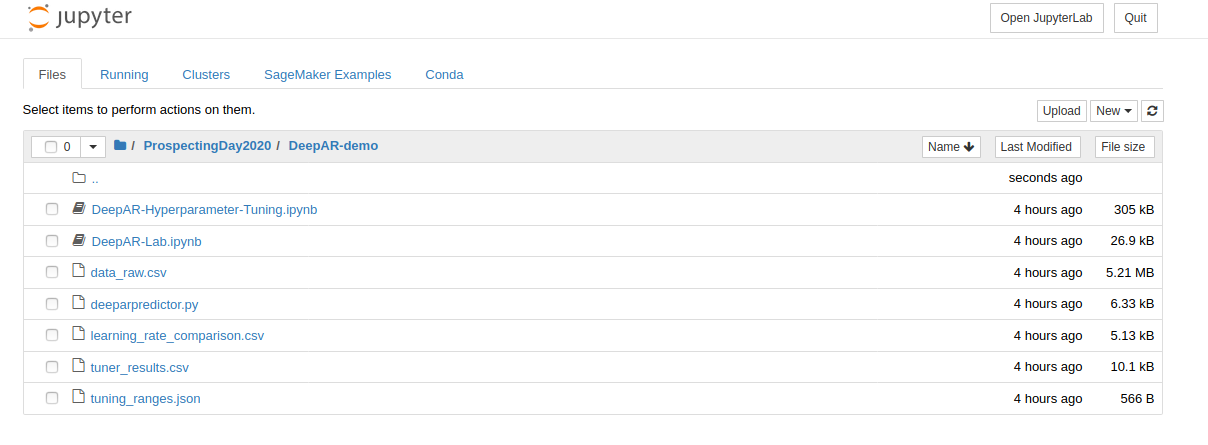 jupyter Open JupyterLab Quit
Files Running Clusters SageMaker Examples Conda
Select items to perform actions on them. Upload New
0 / ProspectingDay2020 / DeepAR-demo Name Last Modified File size
.. seconds ago
DeepAR-Hyperparameter-Tuning.ipynb 4 hours ago 305 kB
DeepAR-Lab.ipynb 4 hours ago 26.9 kB
data_raw.csv 4 hours ago 5.21 MB
deeparpredictor.py 4 hours ago 6.33 kB
learning_rate_comparison.csv 4 hours ago 5.13 kB
tuner_results.csv 4 hours ago 10.1 kB
tuning_ranges.json 4 hours ago 566 B